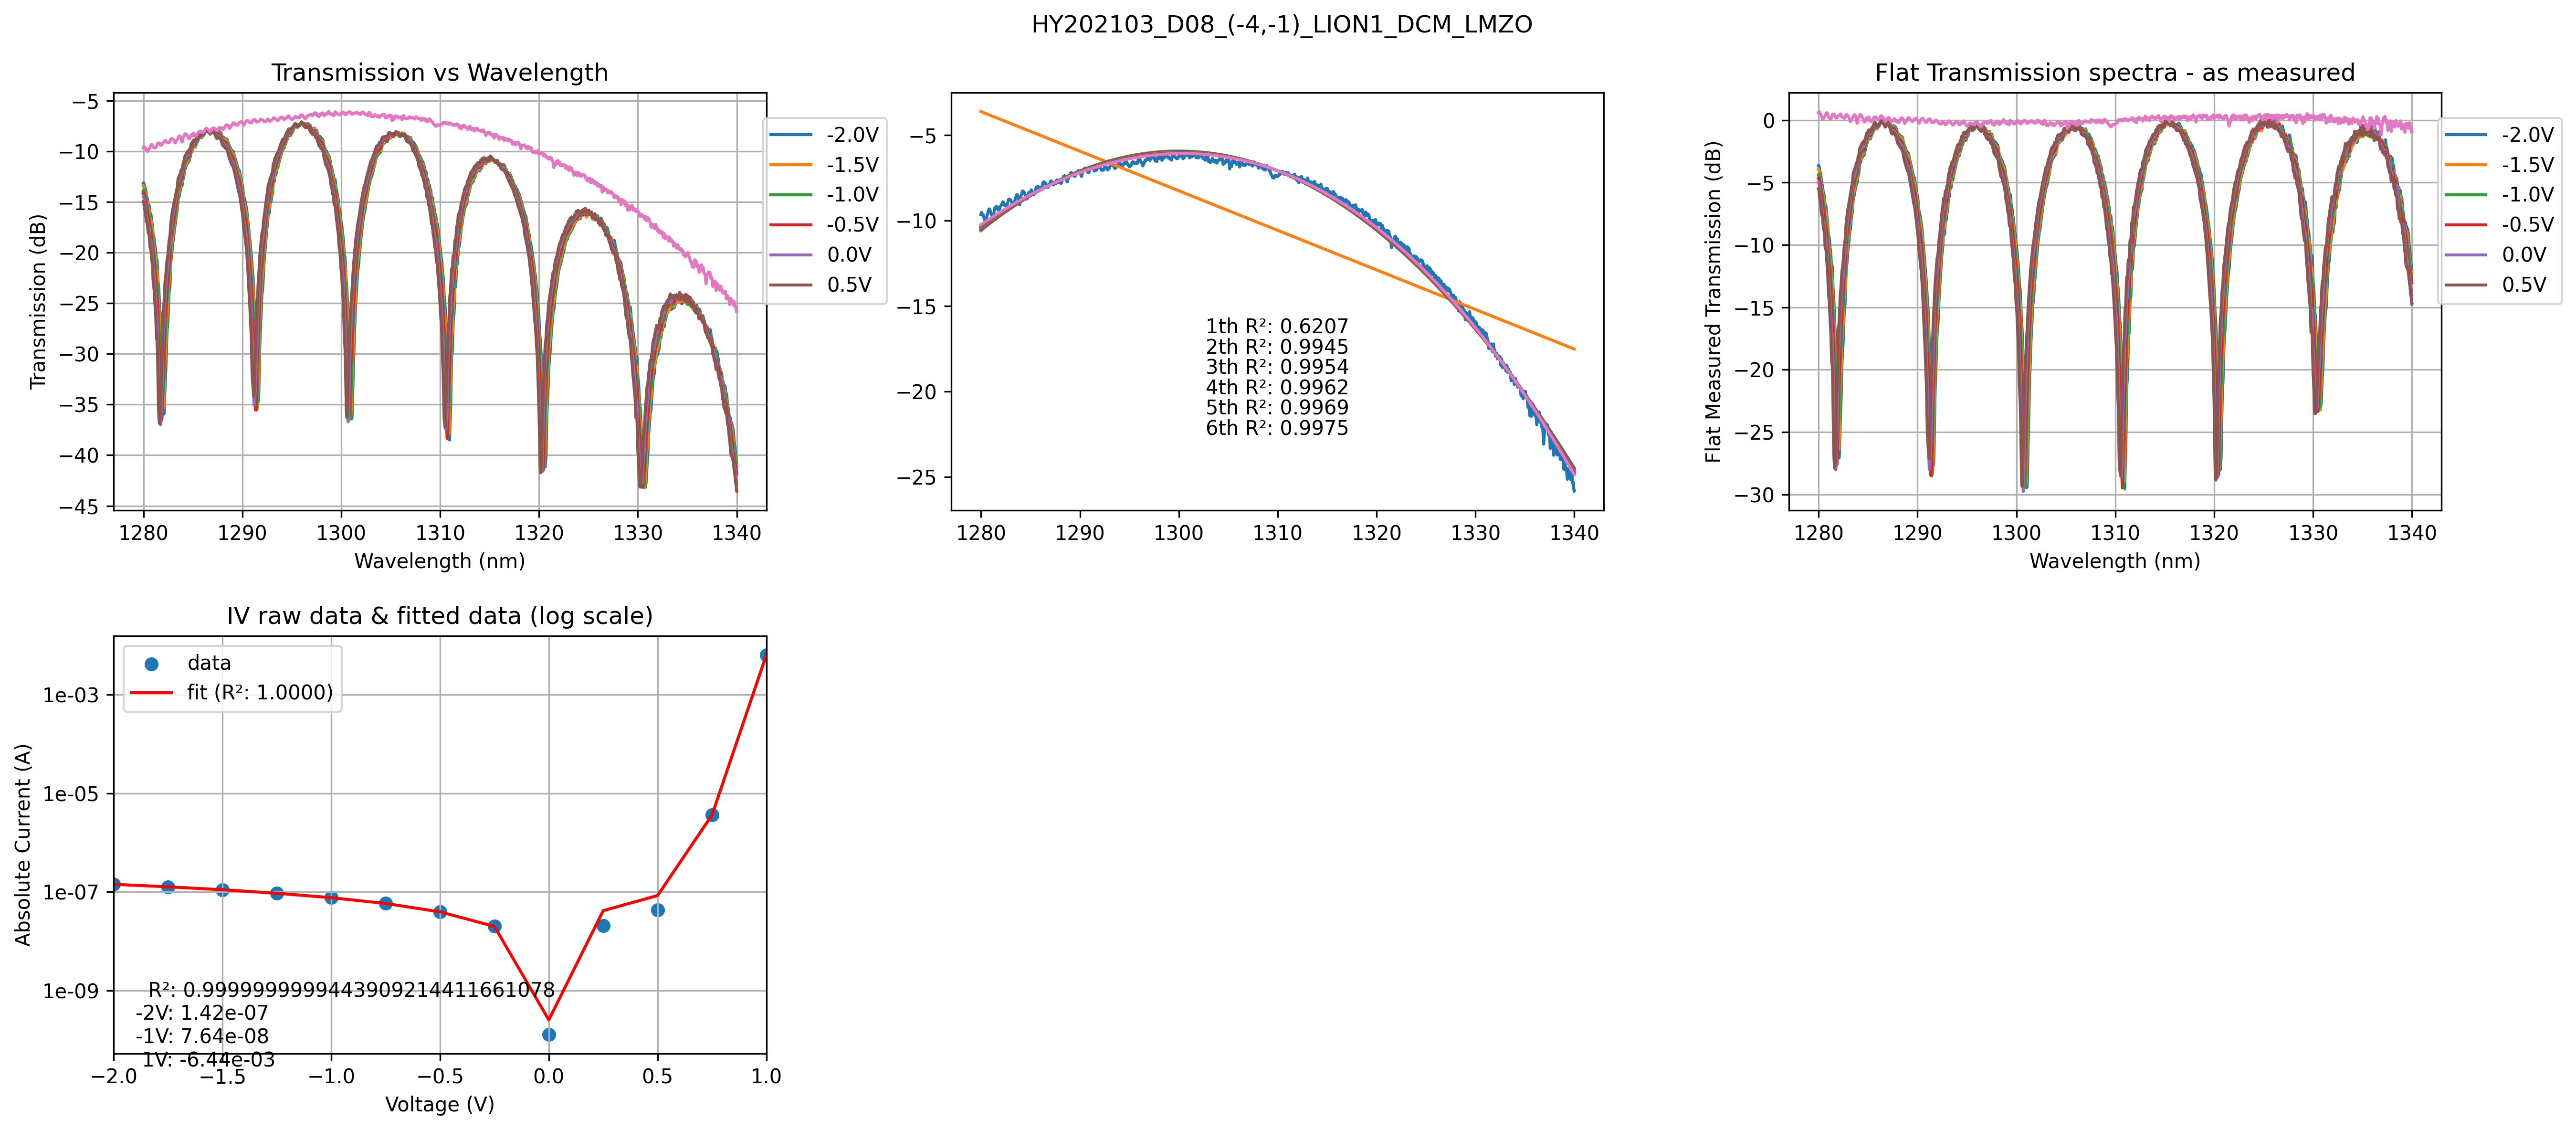 HY202103_D08_(-4,-1)_LION1_DCM_LMZO
Transmission vs Wavelength
Transmission (dB)
−5
−10
−15
−20
−25
−30
−35
−40
−45
1280 1290 1300 1310 1320 1330 1340
Wavelength (nm)
-2.0V
-1.5V
-1.0V
-0.5V
0.0V
0.5V
−5
−10
−15
−20
−25
1th R²: 0.6207
2th R²: 0.9945
3th R²: 0.9954
4th R²: 0.9962
5th R²: 0.9969
6th R²: 0.9975
1280 1290 1300 1310 1320 1330 1340
Flat Transmission spectra - as measured
Flat Measured Transmission (dB)
0
−5
−10
−15
−20
−25
−30
1280 1290 1300 1310 1320 1330 1340
Wavelength (nm)
-2.0V
-1.5V
-1.0V
-0.5V
0.0V
0.5V
IV raw data & fitted data (log scale)
Absolute Current (A)
data
fit (R²: 1.0000)
1e-03
1e-05
1e-07
1e-09
R²: 0.99999999994439092144116​61078
-2V: 1.42e-07
-1V: 7.64e-08
1V: -6.44e-03
−2.0 −1.5 −1.0 −0.5 0.0 0.5 1.0
Voltage (V)